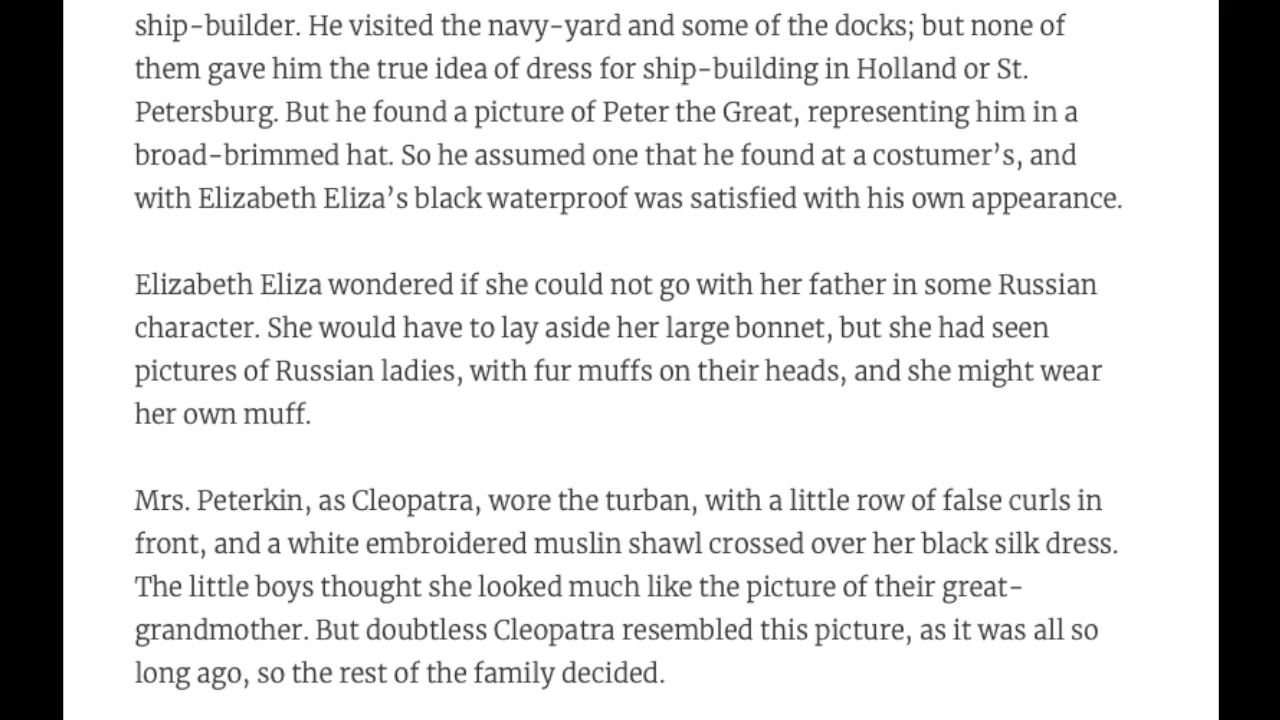 ship-builder. He visited the navy-yard and some of the docks; but none of
them gave him the true idea of dress for ship-building in Holland or St.
Petersburg. But he found a picture of Peter the Great, representing him in a
broad-brimmed hat. So he assumed one that he found at a costumer’s, and
with Elizabeth Eliza’s black waterproof was satisfied with his own appearance.
Elizabeth Eliza wondered if she could not go with her father in some Russian
character. She would have to lay aside her large bonnet, but she had seen
pictures of Russian ladies, with fur muffs on their heads, and she might wear
her own muff.
Mrs. Peterkin, as Cleopatra, wore the turban, with a little row of false curls in
front, and a white embroidered muslin shawl crossed over her black silk dress.
The little boys thought she looked much like the picture of their great-
grandmother. But doubtless Cleopatra resembled this picture, as it was all so
long ago, so the rest of the family decided.